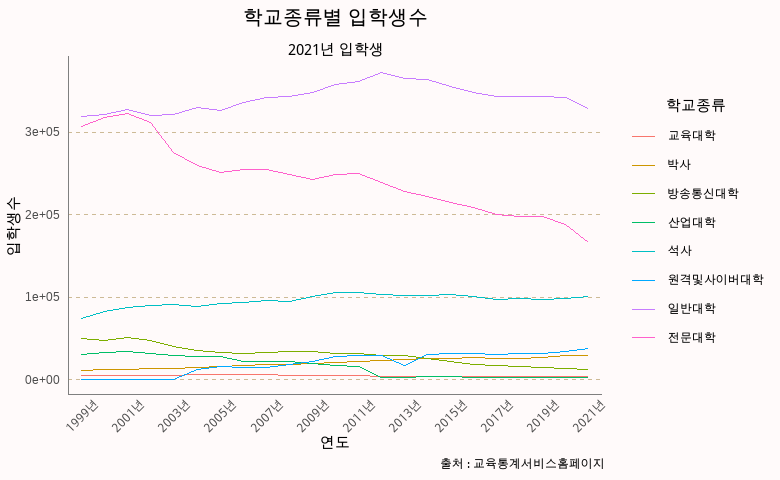 학교종류별 입학생수
2021년 입학생
입학생수
3e+05
2e+05
1e+05
0e+00
1999년
2001년
2003년
2005년
2007년
2009년
2011년
2013년
2015년
2017년
2019년
2021년
연도
학교종류
교육대학
박사
방송통신대학
산업대학
석사
원격및사이버대학
일반대학
전문대학
출처 : 교육통계서비스홈페이지